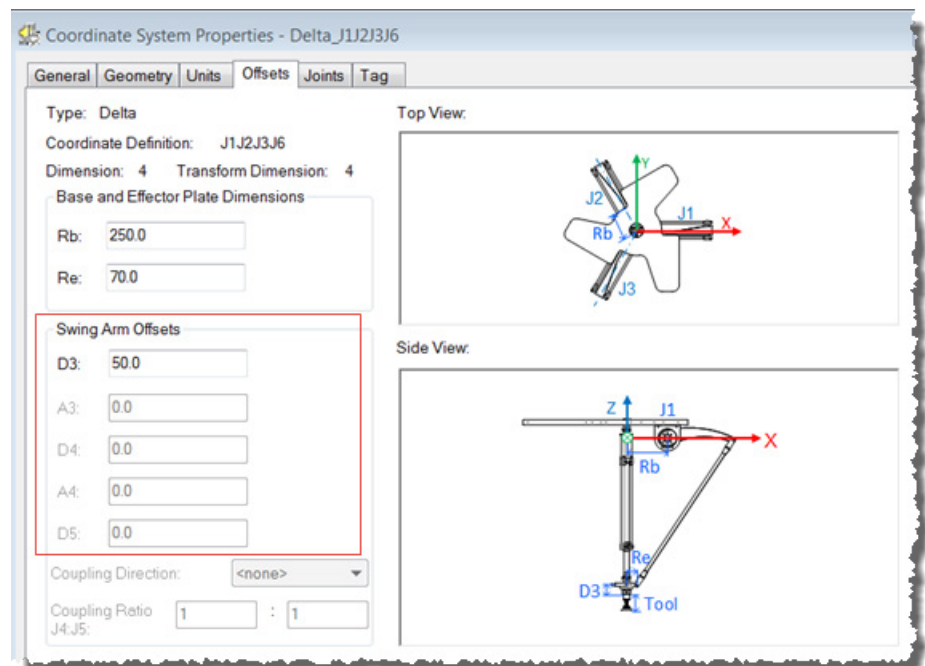 Coordinate System Properties - Delta_J1J2J3J6
General Geometry Units Offsets Joints Tag
Type: Delta
Coordinate Definition: J1J2J3J6
Dimension: 4 Transform Dimension: 4
Base and Effector Plate Dimensions
Rb: 250.0
Re: 70.0
Swing Arm Offsets
D3: 50.0
A3: 0.0
D4: 0.0
A4: 0.0
D5: 0.0
Coupling Direction: <none>
Coupling Ratio 1 : 1
J4:J5:
Top View:
Y
J2
J1
X
Rb
J3
Side View:
Z
J1
X
Rb
Re
D3
Tool